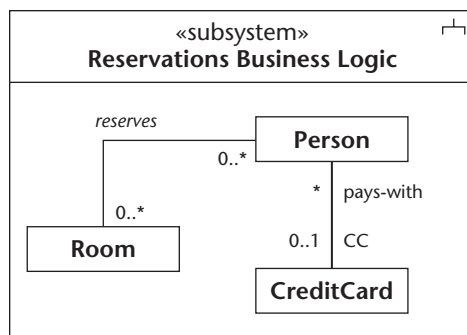 «subsystem»
Reservations Business Logic
reserves
Person
0..*
* pays-with
0..*
Room
0..1 CC
CreditCard